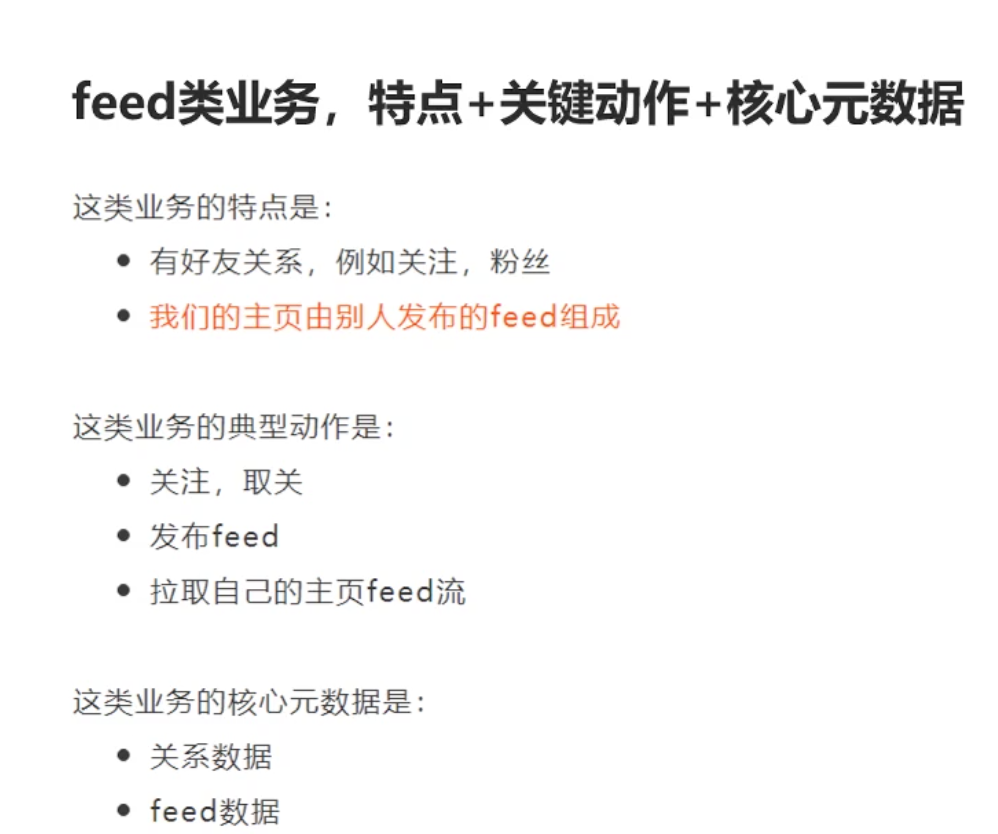 feed类业务，特点+关键动作+核心元数据
这类业务的特点是：
• 有好友关系，例如关注，粉丝
• 我们的主页由别人发布的feed组成
这类业务的典型动作是：
• 关注，取关
• 发布feed
• 拉取自己的主页feed流
这类业务的核心元数据是：
• 关系数据
• feed数据